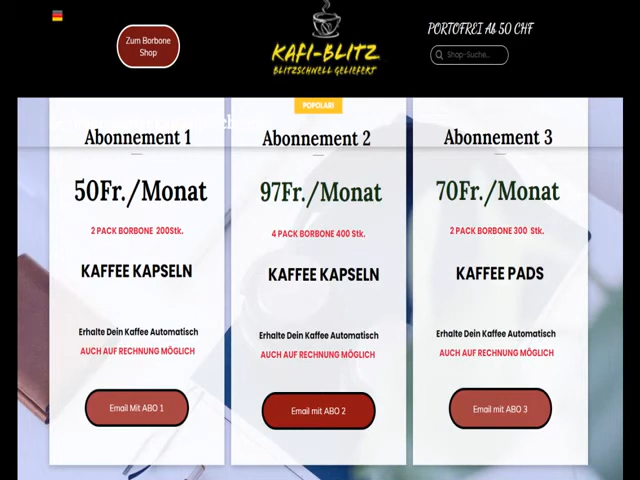 Zum Borbone
Shop
KAFI-BLITZ
BLITZSCHNELL GELIEFERT
PORTOFREI Ab 50 CHF
Shop-Suche...
POPOLARI
Abonnement 1
50Fr./Monat
2 PACK BORBONE 200Stk.
KAFFEE KAPSELN
Erhalte Dein Kaffee Automatisch
AUCH AUF RECHNUNG MÖGLICH
Email Mit ABO 1
Abonnement 2
97Fr./Monat
4 PACK BORBONE 400 Stk.
KAFFEE KAPSELN
Erhalte Dein Kaffee Automatisch
AUCH AUF RECHNUNG MÖGLICH
Email mit ABO 2
Abonnement 3
70Fr./Monat
2 PACK BORBONE 300 Stk.
KAFFEE PADS
Erhalte Dein Kaffee Automatisch
AUCH AUF RECHNUNG MÖGLICH
Email mit ABO 3